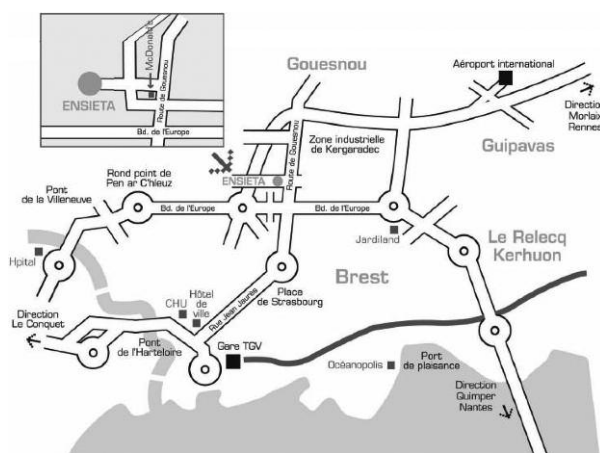 McDonald's
Route de Gouesnou
ENSIETA
Bd. de l'Europe
Gouesnou
Aéroport international
Direction
Morlaix
Rennes
Guipavas
Zone industrielle
de Kergaradec
Route de Gouesnou
ENSIETA
Rond point de
Pen ar C'hleuz
Pont
de la Villeneuve
Bd. de l'Europe
Bd. de l'Europe
Jardiland
Le Relecq
Kerhuon
Hpital
Brest
Place
de Strasbourg
Rue Jean Jaurès
Hôtel
de
ville
CHU
Direction
Le Conquet
Pont
de l'Harteloire
Gare TGV
Océanopolis
Port
de plaisance
Direction
Quimper
Nantes